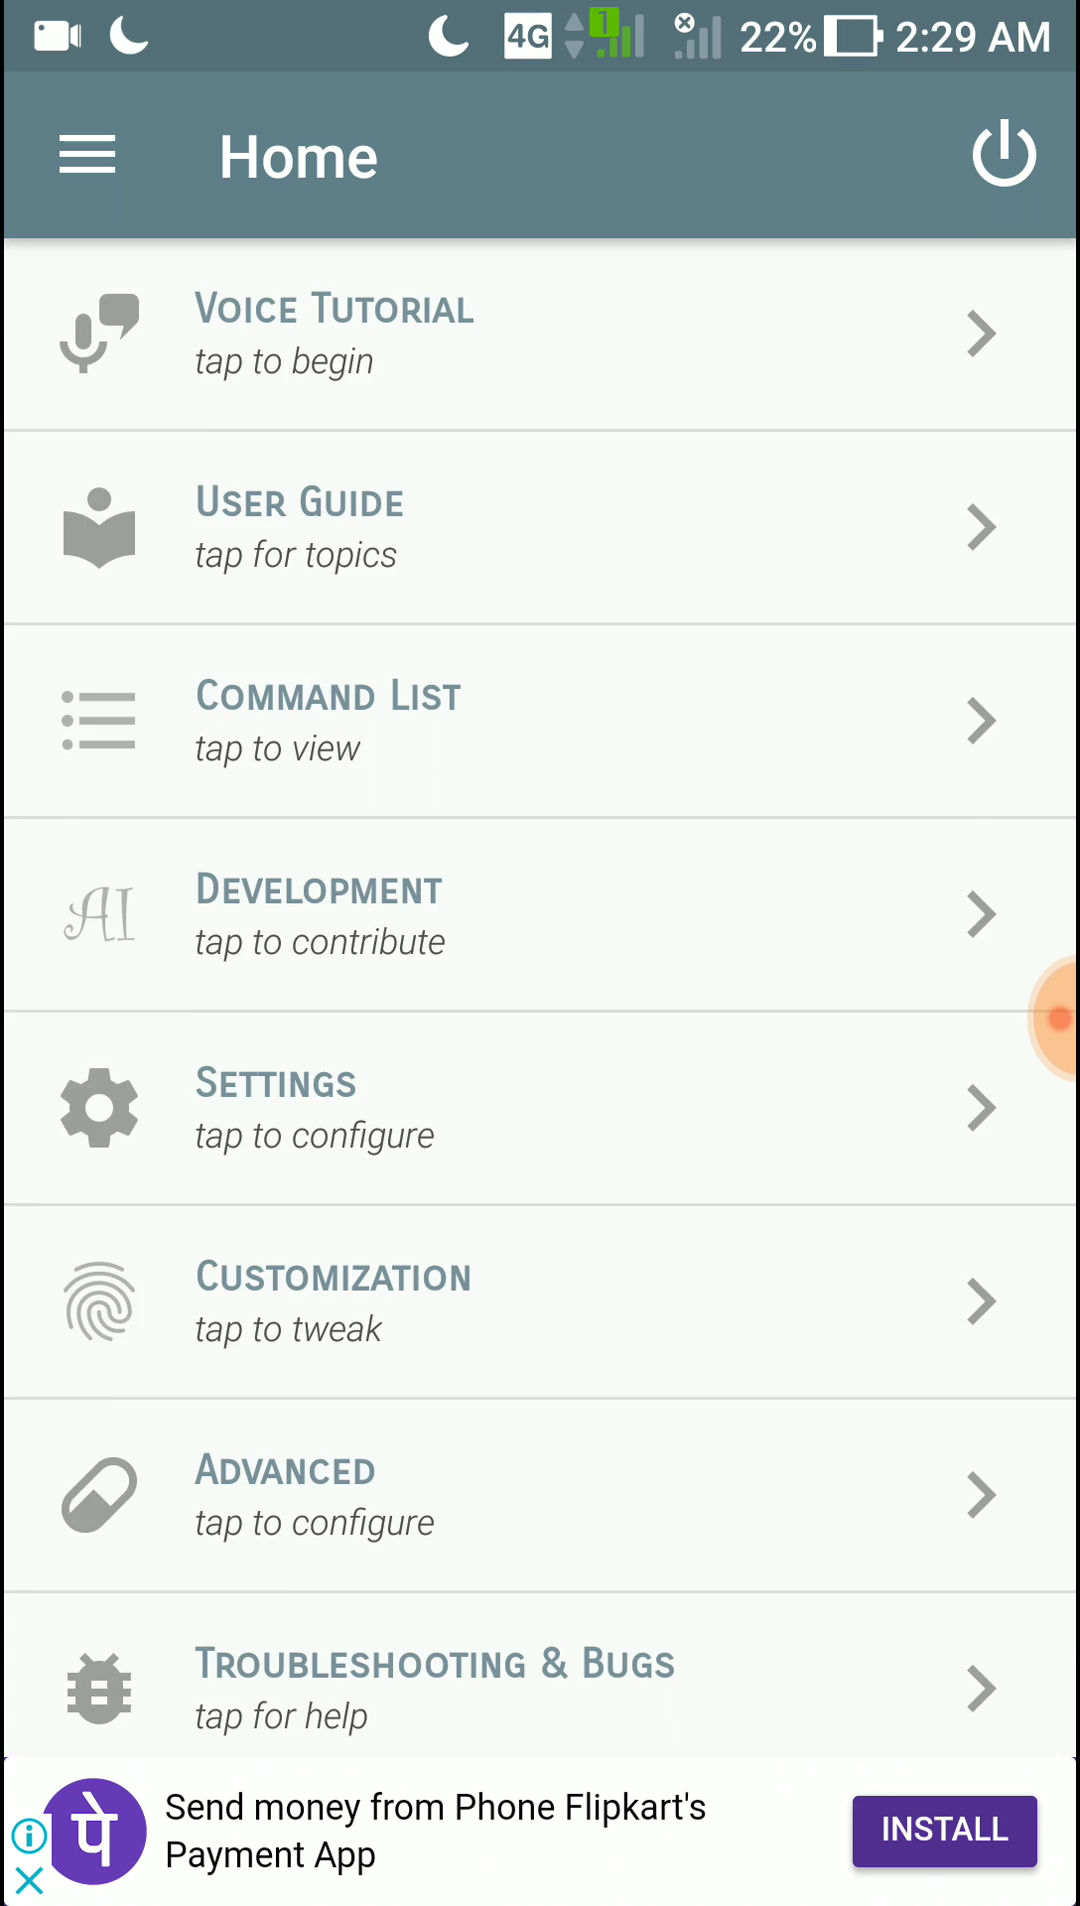 4G 1 22% 2:29 AM
Home
VOICE TUTORIAL
tap to begin
USER GUIDE
tap for topics
COMMAND LIST
tap to view
AI
DEVELOPMENT
tap to contribute
SETTINGS
tap to configure
CUSTOMIZATION
tap to tweak
ADVANCED
tap to configure
TROUBLESHOOTING & BUGS
tap for help
पे
Send money from Phone Flipkart's
Payment App
INSTALL